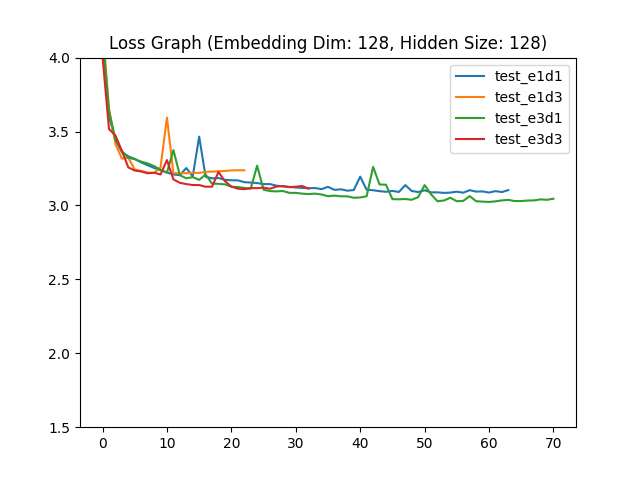 Loss Graph (Embedding Dim: 128, Hidden Size: 128)
4.0
3.5
3.0
2.5
2.0
1.5
0 10 20 30 40 50 60 70
test_e1d1
test_e1d3
test_e3d1
test_e3d3